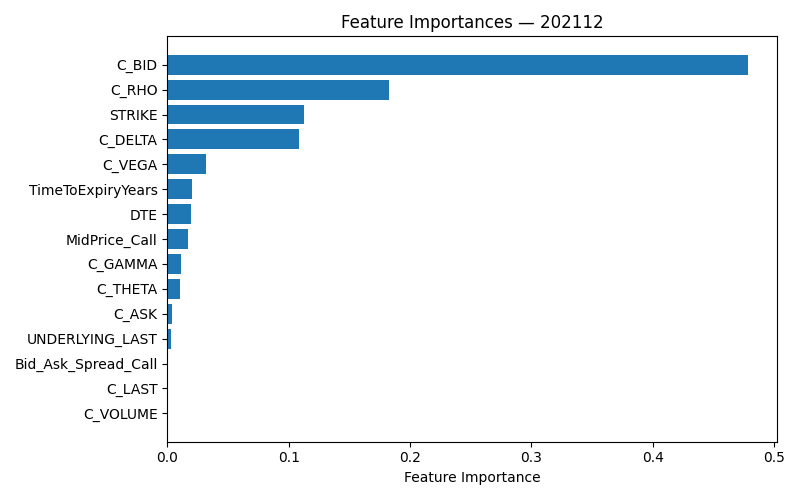 Feature Importances — 202112
C_BID
C_RHO
STRIKE
C_DELTA
C_VEGA
TimeToExpiryYears
DTE
MidPrice_Call
C_GAMMA
C_THETA
C_ASK
UNDERLYING_LAST
Bid_Ask_Spread_Call
C_LAST
C_VOLUME
0.0 0.1 0.2 0.3 0.4 0.5
Feature Importance